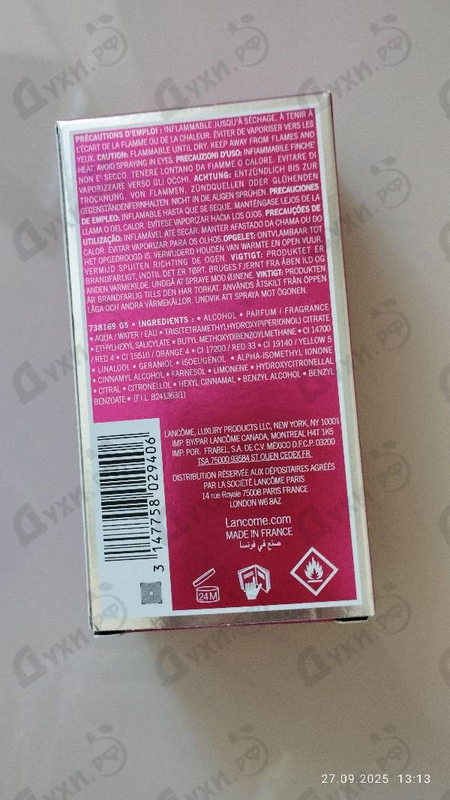 PRÉCAUTIONS D'EMPLOI : INFLAMMABLE JUSQU'À SÉCHAGE. À TENIR À
L'ÉCART DE LA FLAMME OU DE LA CHALEUR. ÉVITER DE VAPORISER VERS LES
YEUX. CAUTION: FLAMMABLE UNTIL DRY. KEEP AWAY FROM FLAMES AND
HEAT. AVOID SPRAYING IN EYES. PRECAUZIONI D'USO: INFIAMMABILE FINCHE'
NON E' SECCO. TENERE LONTANO DA FIAMME O CALORE. EVITARE DI
VAPORIZZARE VERSO GLI OCCHI. ACHTUNG: ENTZÜNDLICH BIS ZUR
TROCKNUNG. VON FLAMMEN, ZÜNDQUELLEN ODER GLÜHENDEN
GEGENSTÄNDEN FERNHALTEN. NICHT IN DIE AUGEN SPRÜHEN. PRECAUCIONES
DE EMPLEO: INFLAMABLE HASTA QUE SE SEQUE. MANTÉNGASE LEJOS DE LA
LLAMA O DEL CALOR. EVÍTESE VAPORIZAR HACIA LOS OJOS. PRECAUÇÕES DE
UTILIZAÇÃO: INFLAMÁVEL ATÉ SECAR. MANTER AFASTADO DA CHAMA OU DO
CALOR. EVITAR VAPORIZAR PARA OS OLHOS. OPGELET: ONTVLAMBAAR TOT
HET OPGEDROOGD IS. VERWIJDERD HOUDEN VAN WARMTE EN OPEN VUUR.
VERMIJD SPUITEN RICHTING DE OGEN. VIGTIGT: PRODUKTET ER
BRANDFARLIGT, INDTIL DET ER TØRT. BRUGES FJERNT FRA ÅBEN ILD OG
ANDEN VARMEKILDE. UNDGÅ AT SPRAYE MOD ØJNENE. VIKTIGT: PRODUKTEN
ÄR BRANDFARLIG TILLS DEN HAR TORKAT. ANVÄNDS ÅTSKILT FRÅN ÖPPEN
LÅGA OCH ANDRA VÄRMEKÄLLOR. UNDVIK ATT SPRAYA MOT ÖGONEN.
738169 05 • INGREDIENTS : • ALCOHOL • PARFUM / FRAGRANCE
• AQUA / WATER / EAU • TRIS(TETRAMETHYLHYDROXYPIPERIDINOL) CITRATE
• ETHYLHEXYL SALICYLATE • BUTYL METHOXYDIBENZOYLMETHANE • CI 14700
/ RED 4 • CI 15510 / ORANGE 4 • CI 17200 / RED 33 • CI 19140 / YELLOW 5
• LINALOOL • GERANIOL • ISOEUGENOL • ALPHA-ISOMETHYL IONONE
• CINNAMYL ALCOHOL • FARNESOL • LIMONENE • HYDROXYCITRONELLAL
• CITRAL • CITRONELLOL • HEXYL CINNAMAL • BENZYL ALCOHOL • BENZYL
BENZOATE • (F.I.L. B241363/1)
LANCÔME, LUXURY PRODUCTS LLC, NEW YORK, NY 10001
IMP. BY/PAR LANCÔME CANADA, MONTREAL H4T 1K5
IMP. POR: FRABEL, S.A. DE C.V. MÉXICO D.F.C.P. 03200
TSA 75000 93584 ST OUEN CEDEX FR.
DISTRIBUTION RÉSERVÉE AUX DÉPOSITAIRES AGRÉÉS
PAR LA SOCIÉTÉ LANCÔME PARIS
14 rue Royale 75008 PARIS FRANCE
LONDON W6 8AZ
Lancome.com
MADE IN FRANCE
صنع في فرنسا
3 147758 029406
24M
27.09.2025 13:13
Духи.рф